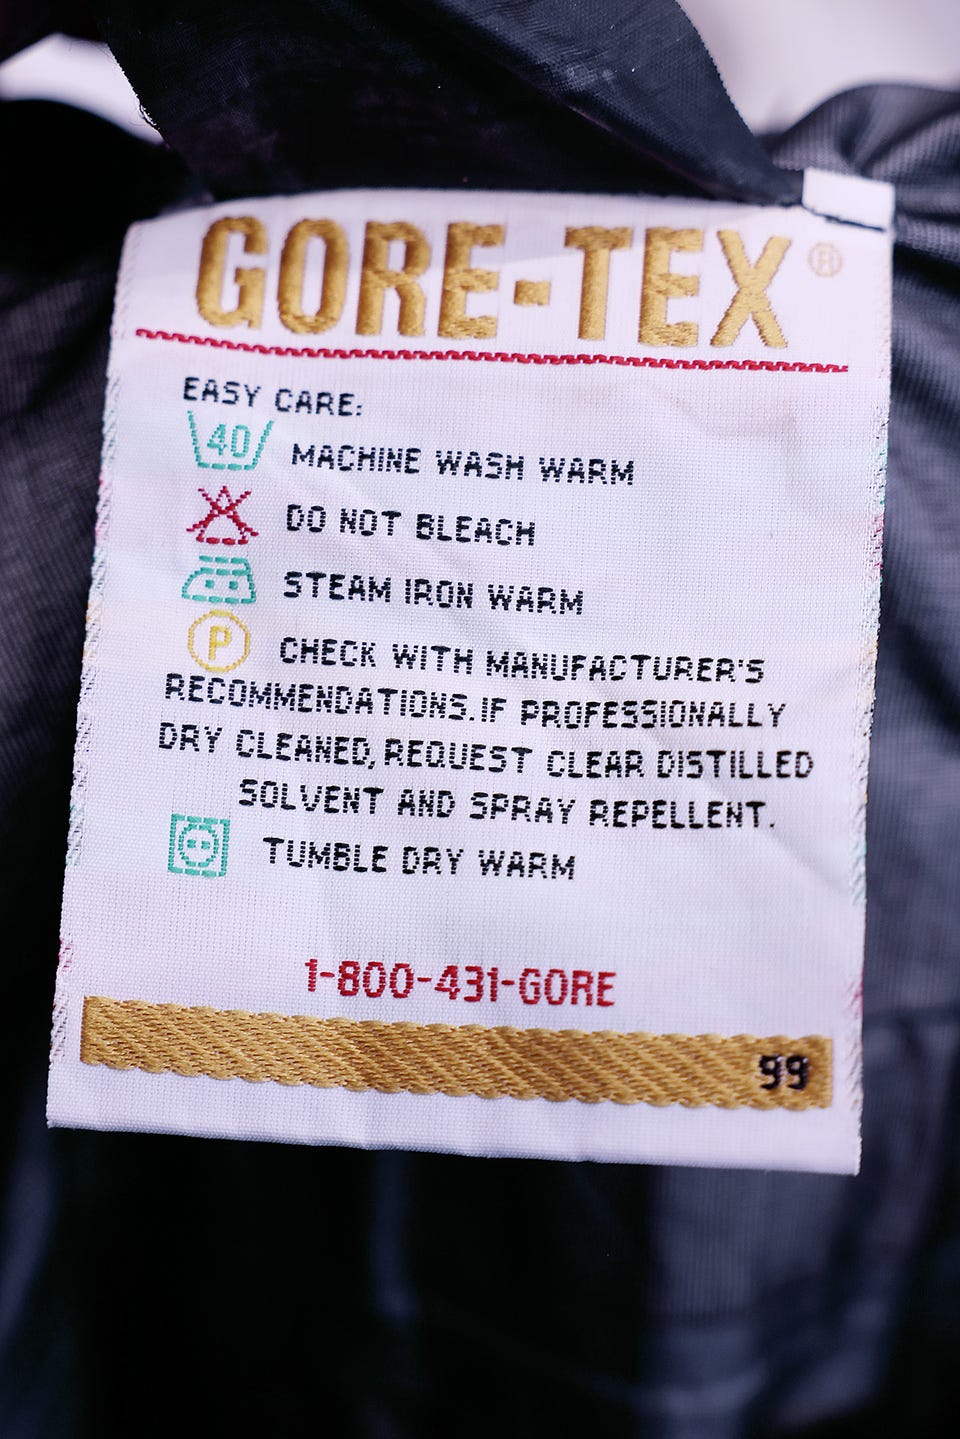 GORE-TEX®
EASY CARE:
40 MACHINE WASH WARM
DO NOT BLEACH
STEAM IRON WARM
P CHECK WITH MANUFACTURER'S
RECOMMENDATIONS.IF PROFESSIONALLY
DRY CLEANED, REQUEST CLEAR DISTILLED
SOLVENT AND SPRAY REPELLENT.
TUMBLE DRY WARM
1-800-431-GORE
99